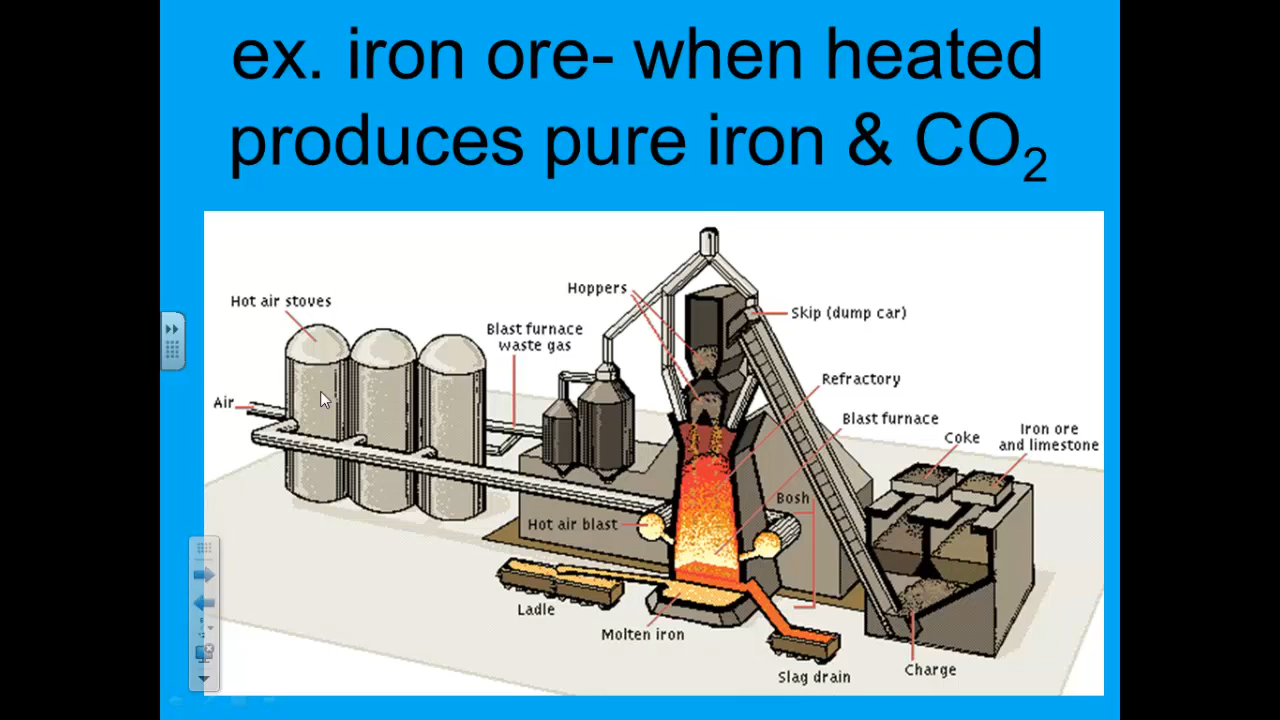 ex. iron ore- when heated
produces pure iron & CO₂
Hoppers
Hot air stoves
Skip (dump car)
Blast furnace
waste gas
Refractory
Air
Blast furnace
Iron ore
and limestone
Coke
Bosh
Hot air blast
Ladle
Molten iron
Charge
Slag drain